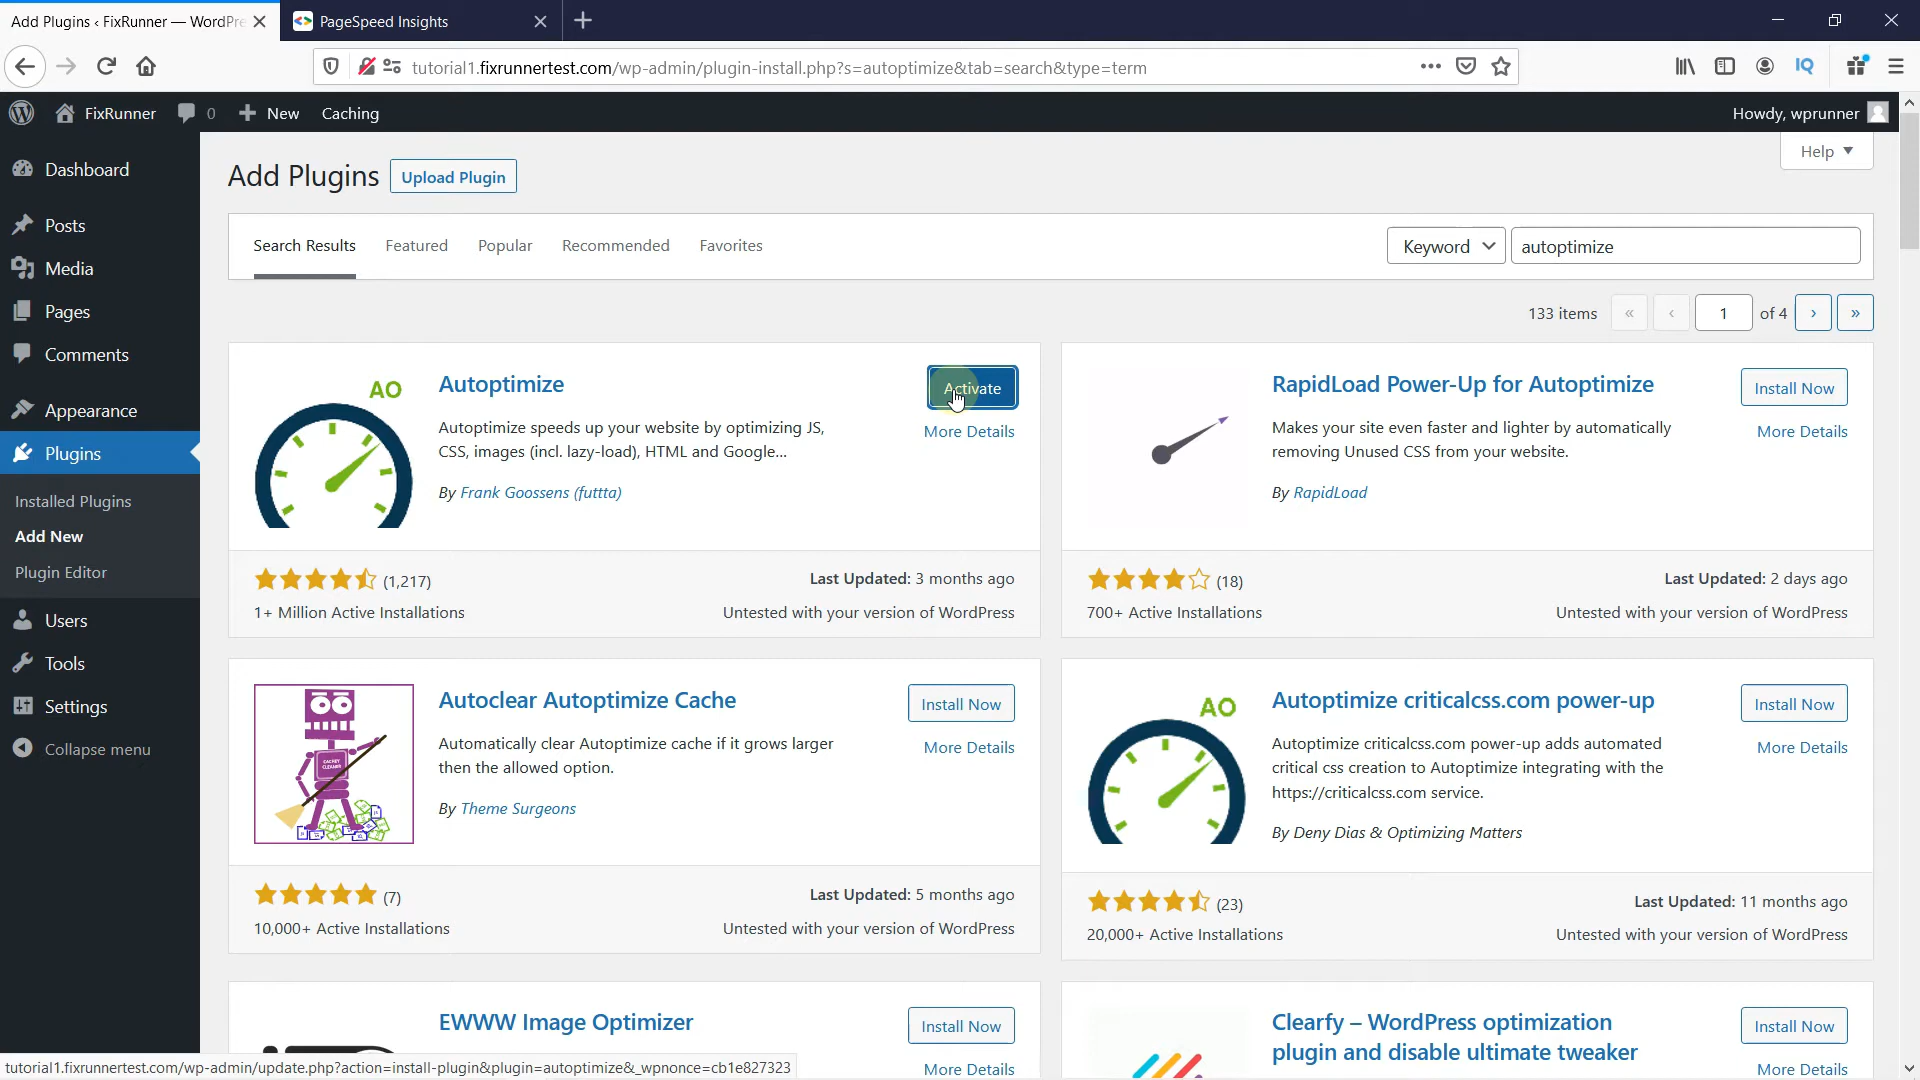 Add Plugins ‹ FixRunner — WordPre
PageSpeed Insights
tutorial1.fixrunnertest.com/wp-admin/plugin-install.php?s=autoptimize&tab=search&type=term
IQ
FixRunner
0
New
Caching
Howdy, wprunner
Dashboard
Posts
Media
Pages
Comments
Appearance
Plugins
Installed Plugins
Add New
Plugin Editor
Users
Tools
Settings
Collapse menu
Help
Add Plugins
Upload Plugin
Search Results
Featured
Popular
Recommended
Favorites
Keyword
autoptimize
133 items
«
‹
1
of 4
›
»
AO
Autoptimize
Activate
More Details
Autoptimize speeds up your website by optimizing JS,
CSS, images (incl. lazy-load), HTML and Google...
By Frank Goossens (futtta)
(1,217)
Last Updated: 3 months ago
1+ Million Active Installations
Untested with your version of WordPress
RapidLoad Power-Up for Autoptimize
Install Now
More Details
Makes your site even faster and lighter by automatically
removing Unused CSS from your website.
By RapidLoad
(18)
Last Updated: 2 days ago
700+ Active Installations
Untested with your version of WordPress
CACHEY
CLEANER
Autoclear Autoptimize Cache
Install Now
More Details
Automatically clear Autoptimize cache if it grows larger
then the allowed option.
By Theme Surgeons
(7)
Last Updated: 5 months ago
10,000+ Active Installations
Untested with your version of WordPress
AO
Autoptimize criticalcss.com power-up
Install Now
More Details
Autoptimize criticalcss.com power-up adds automated
critical css creation to Autoptimize integrating with the
https://criticalcss.com service.
By Deny Dias & Optimizing Matters
(23)
Last Updated: 11 months ago
20,000+ Active Installations
Untested with your version of WordPress
EWWW Image Optimizer
Install Now
More Details
Clearfy – WordPress optimization
plugin and disable ultimate tweaker
Install Now
More Details
tutorial1.fixrunnertest.com/wp-admin/update.php?action=install-plugin&plugin=autoptimize&_wpnonce=cb1e827323